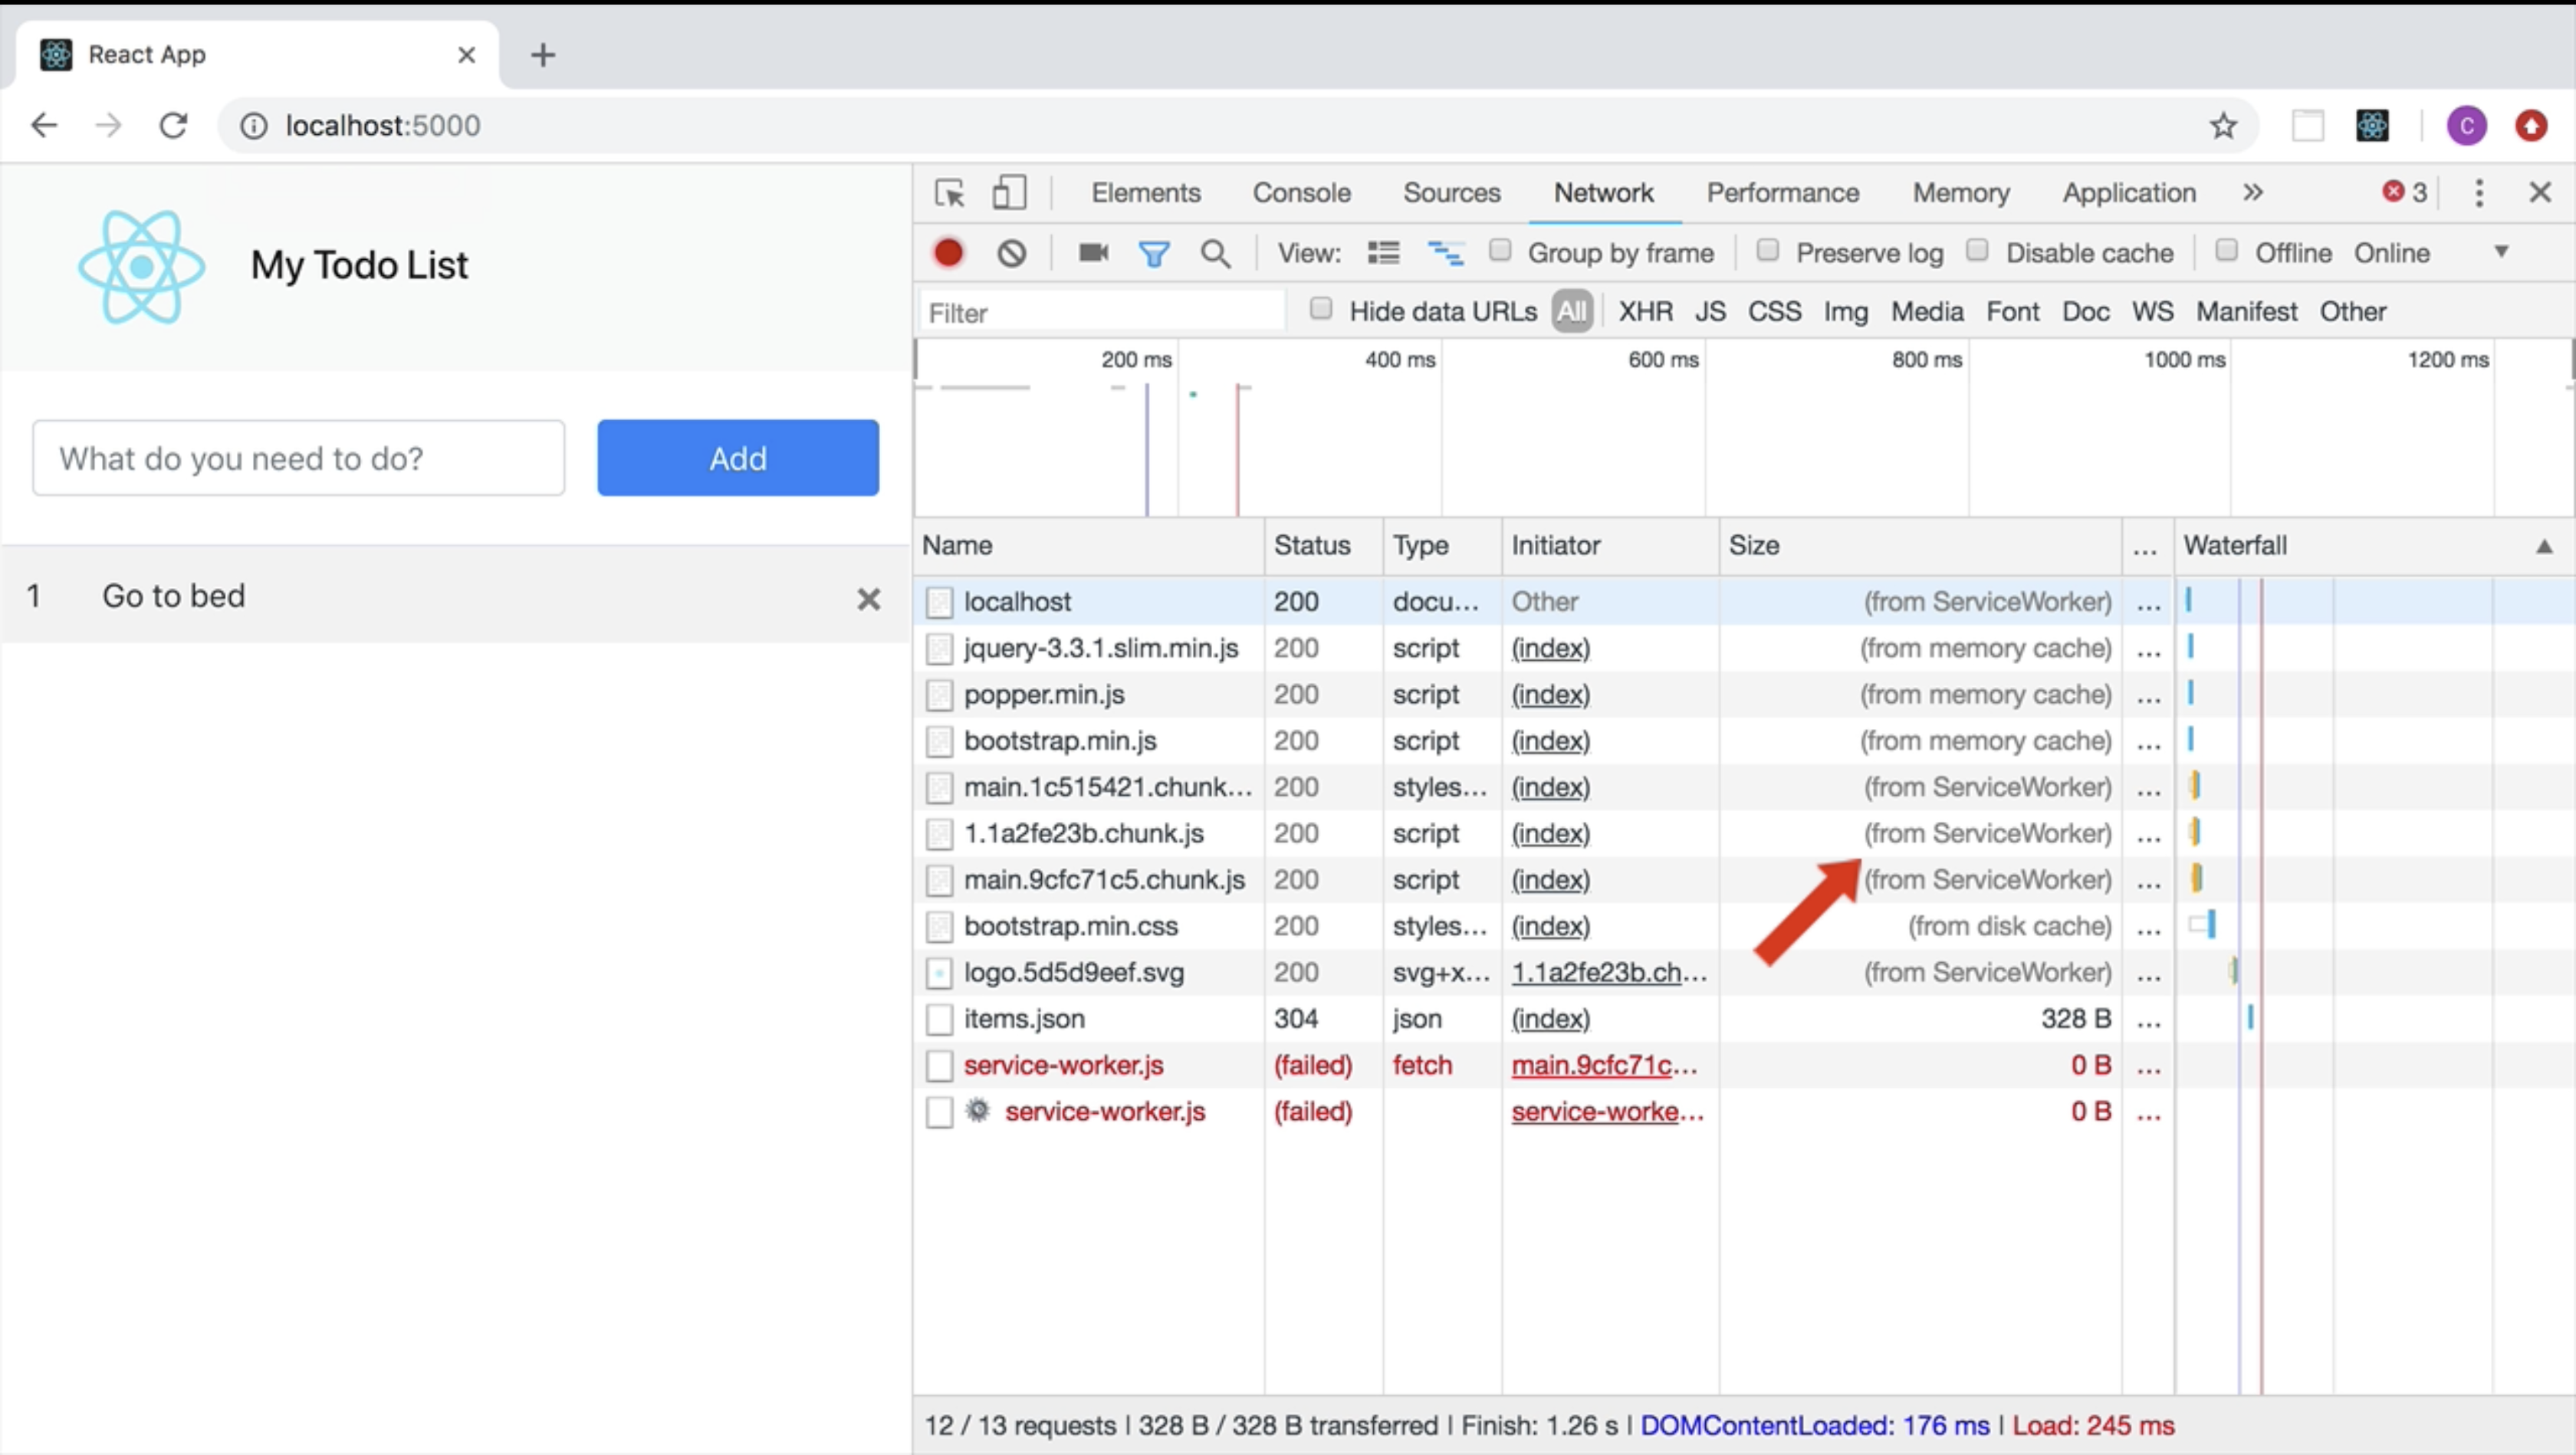 React App
localhost:5000
C
My Todo List
What do you need to do?
Add
1 Go to bed
Elements Console Sources Network Performance Memory Application » 3
View: Group by frame Preserve log Disable cache Offline Online
Filter Hide data URLs All XHR JS CSS Img Media Font Doc WS Manifest Other
200 ms 400 ms 600 ms 800 ms 1000 ms 1200 ms
Name Status Type Initiator Size ... Waterfall
localhost 200 docu... Other (from ServiceWorker) ...
jquery-3.3.1.slim.min.js 200 script (index) (from memory cache) ...
popper.min.js 200 script (index) (from memory cache) ...
bootstrap.min.js 200 script (index) (from memory cache) ...
main.1c515421.chunk... 200 styles... (index) (from ServiceWorker) ...
1.1a2fe23b.chunk.js 200 script (index) (from ServiceWorker) ...
main.9cfc71c5.chunk.js 200 script (index) (from ServiceWorker) ...
bootstrap.min.css 200 styles... (index) (from disk cache) ...
logo.5d5d9eef.svg 200 svg+x... 1.1a2fe23b.ch... (from ServiceWorker) ...
items.json 304 json (index) 328 B ...
service-worker.js (failed) fetch main.9cfc71c... 0 B ...
service-worker.js (failed) service-worke... 0 B ...
12 / 13 requests | 328 B / 328 B transferred | Finish: 1.26 s | DOMContentLoaded: 176 ms | Load: 245 ms